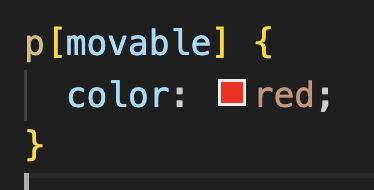 p[movable] {
color: red;
}